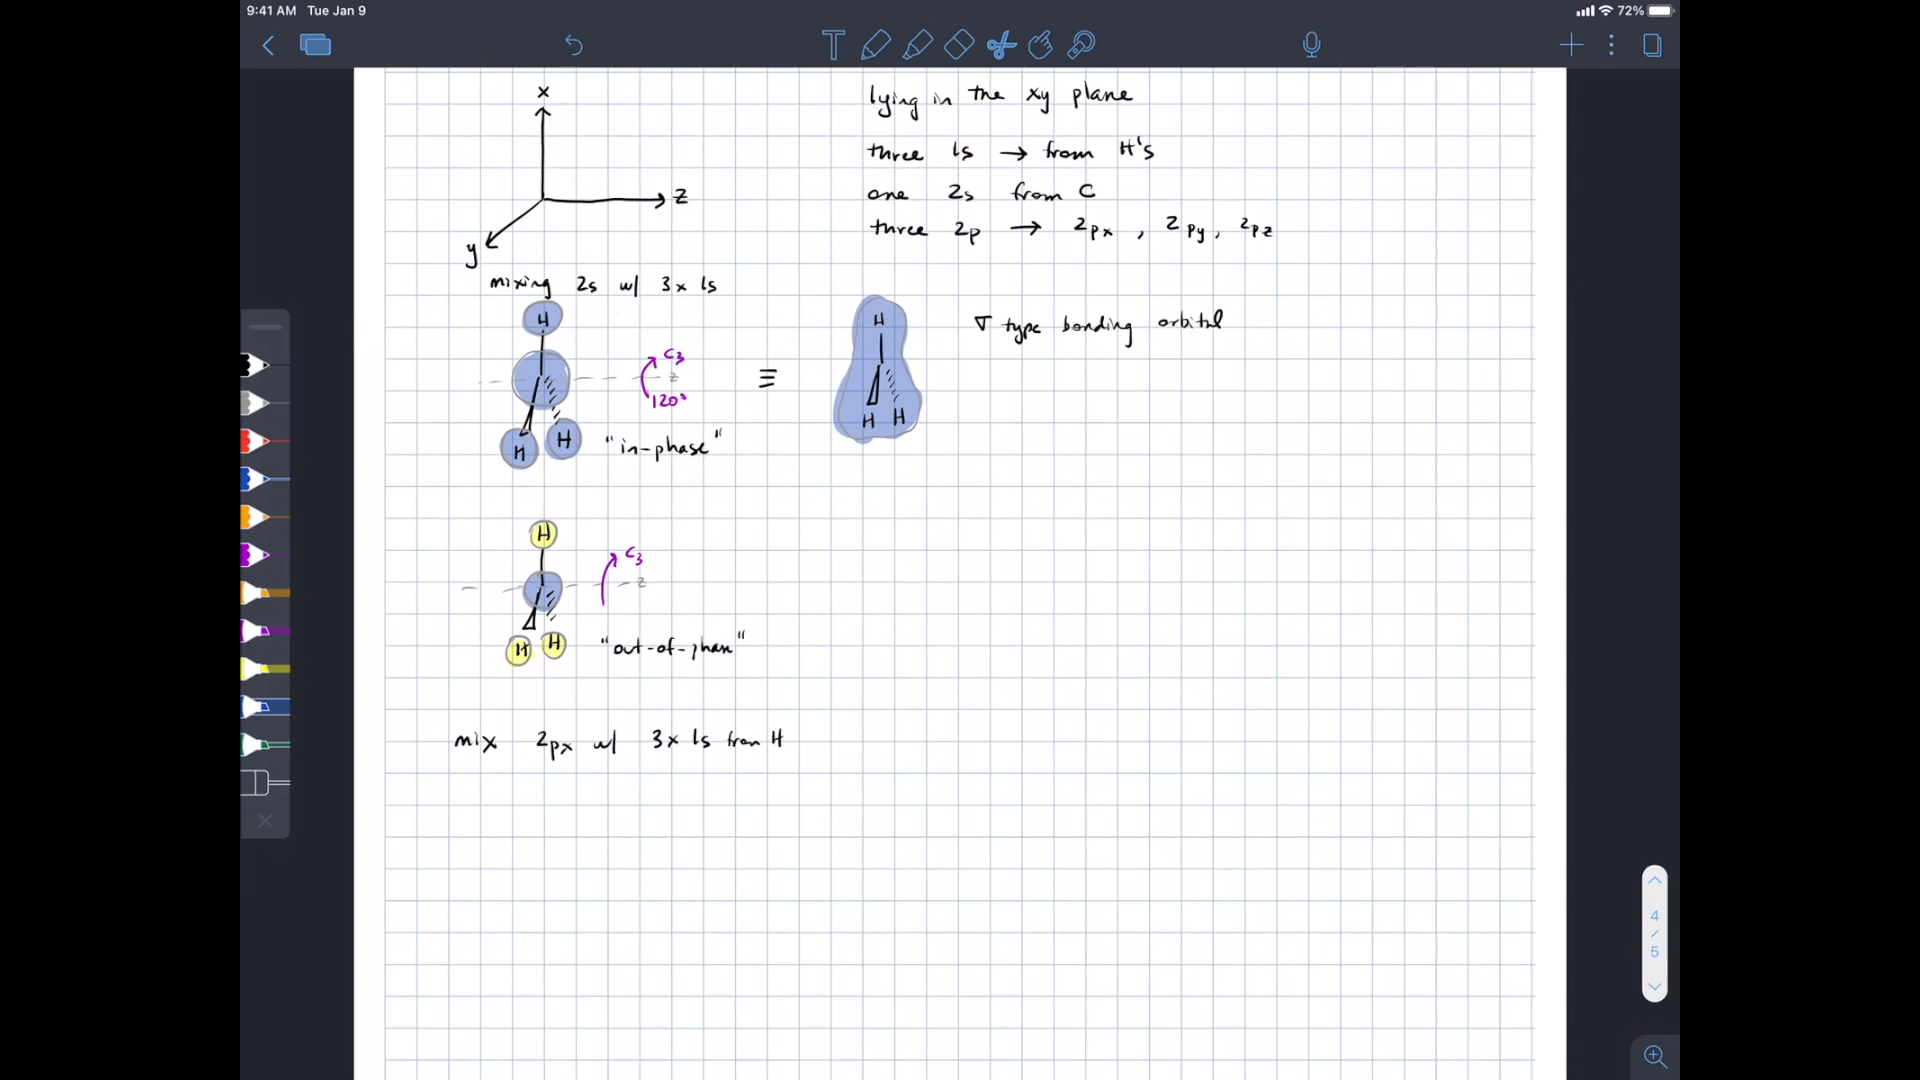 9:41 AM Tue Jan 9
72%
x
z
y
lying in the xy plane
three 1s → from H's
one 2s from C
three 2p → 2px , 2py, 2pz
mixing 2s w/ 3x 1s
H
C3
z
120°
H H
"in-phase"
≡
H
H H
σ type bonding orbital
H
C3
z
H H
"out-of-phase"
mix 2px w/ 3x 1s from H
4
/
5